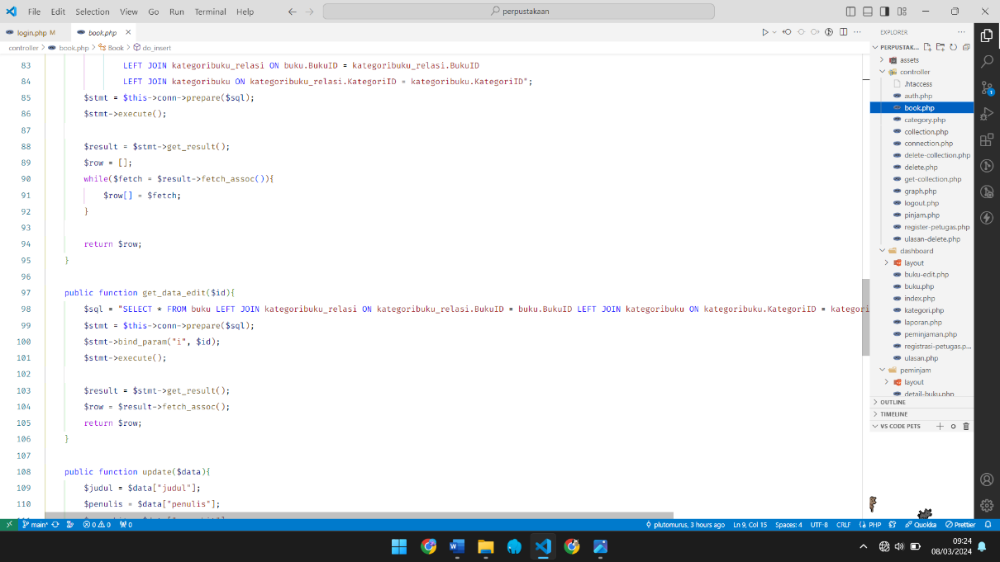 File Edit Selection View Go Run Terminal Help
perpustakaan
login.php M
book.php
EXPLORER
controller > book.php > Book > do_insert
83 LEFT JOIN kategoribuku_relasi ON buku.BukuID = kategoribuku_relasi.BukuID
84 LEFT JOIN kategoribuku ON kategoribuku_relasi.KategoriID = kategoribuku.KategoriID";
85 $stmt = $this->conn->prepare($sql);
86 $stmt->execute();
87
88 $result = $stmt->get_result();
89 $row = [];
90 while($fetch = $result->fetch_assoc()){
91 $row[] = $fetch;
92 }
93
94 return $row;
95 }
96
97 public function get_data_edit($id){
98 $sql = "SELECT * FROM buku LEFT JOIN kategoribuku_relasi ON kategoribuku_relasi.BukuID = buku.BukuID LEFT JOIN kategoribuku ON kategoribuku.KategoriID = kategori
99 $stmt = $this->conn->prepare($sql);
100 $stmt->bind_param("i", $id);
101 $stmt->execute();
102
103 $result = $stmt->get_result();
104 $row = $result->fetch_assoc();
105 return $row;
106 }
107
108 public function update($data){
109 $judul = $data["judul"];
110 $penulis = $data["penulis"];
PERPUSTAK...
assets
controller
.htaccess
auth.php
book.php
category.php
collection.php
connection.php
delete-collection.php
delete.php
get-collection.php
graph.php
logout.php
pinjam.php
register-petugas.php
ulasan-delete.php
dashboard
layout
buku-edit.php
buku.php
index.php
kategori.php
laporan.php
peminjaman.php
registrasi-petugas.p...
ulasan.php
peminjam
layout
detail-buku.php
OUTLINE
TIMELINE
VS CODE PETS
1
main* 0 0 0
plutomurus, 3 hours ago Ln 9, Col 15 Spaces: 4 UTF-8 CRLF PHP Quokka Prettier
09:24
08/03/2024